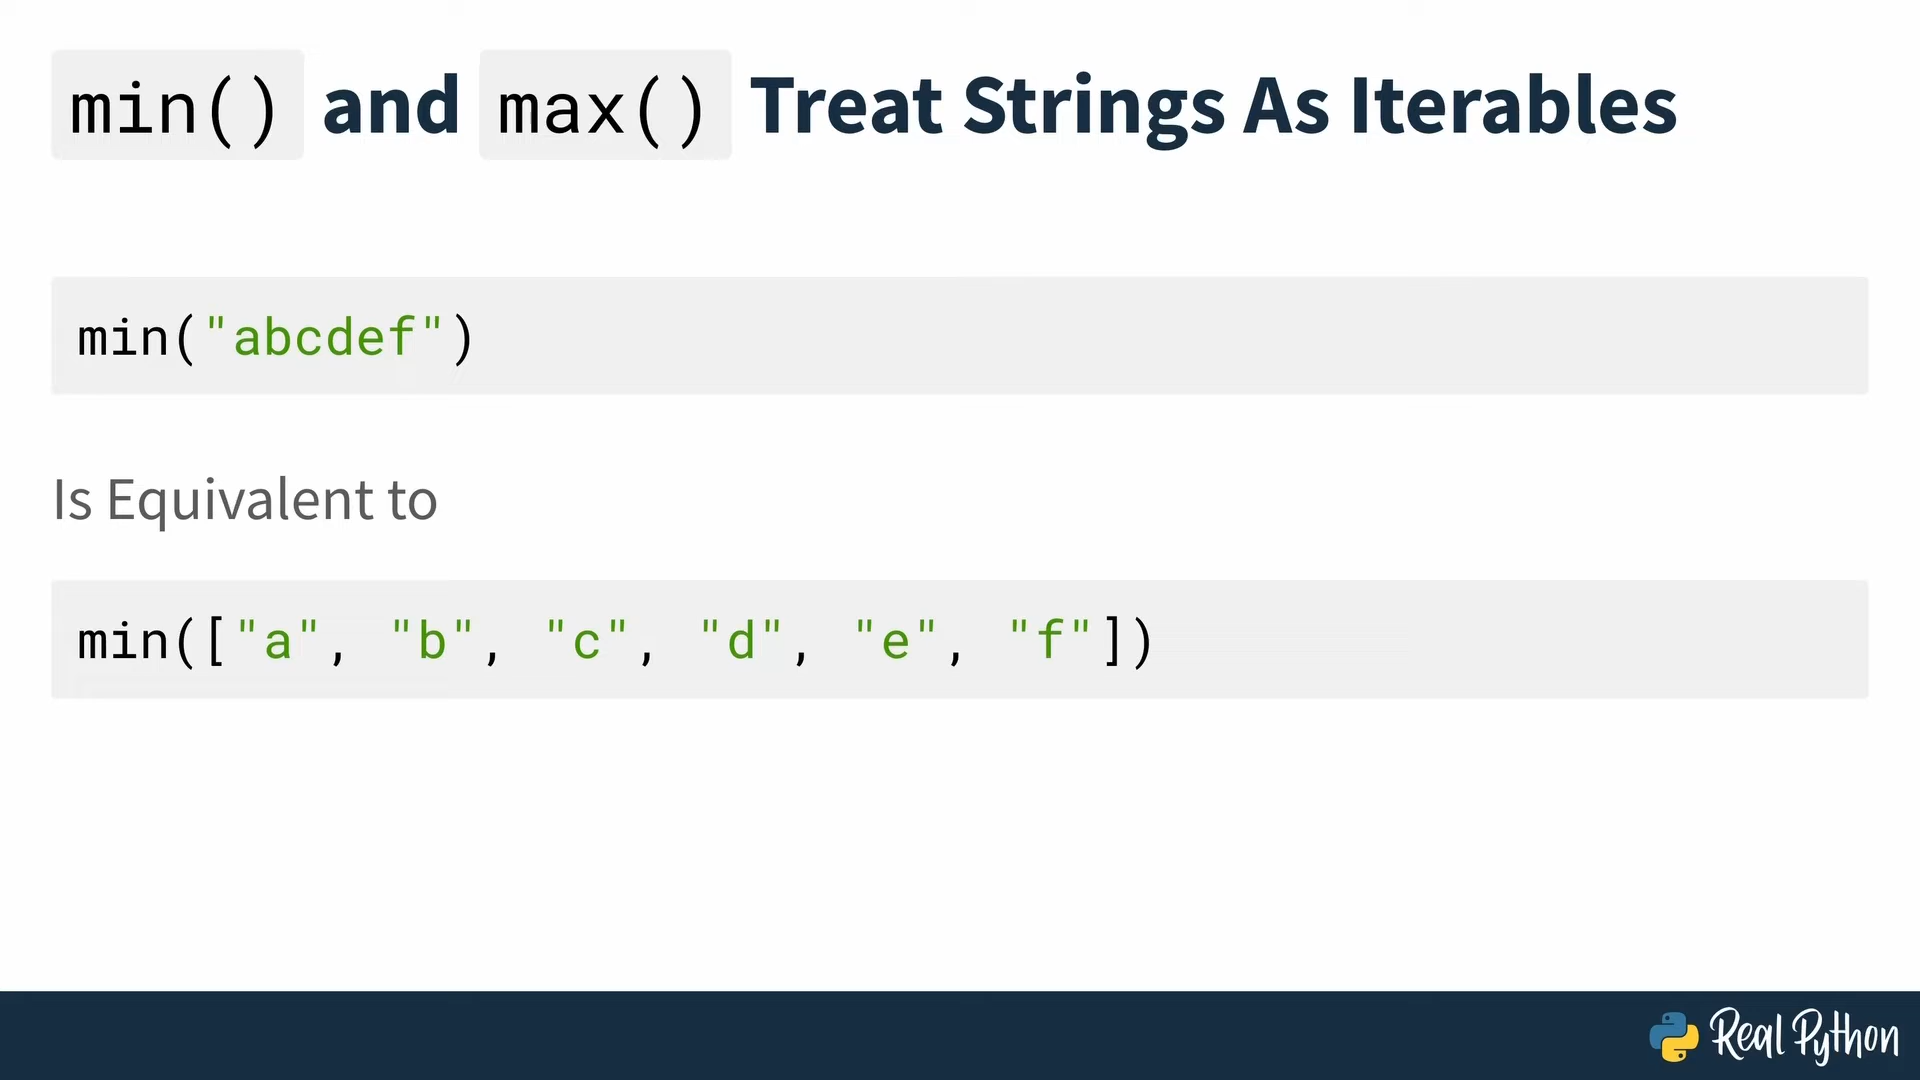 min() and max() Treat Strings As Iterables
min("abcdef")
Is Equivalent to
min(["a", "b", "c", "d", "e", "f"])
Real Python